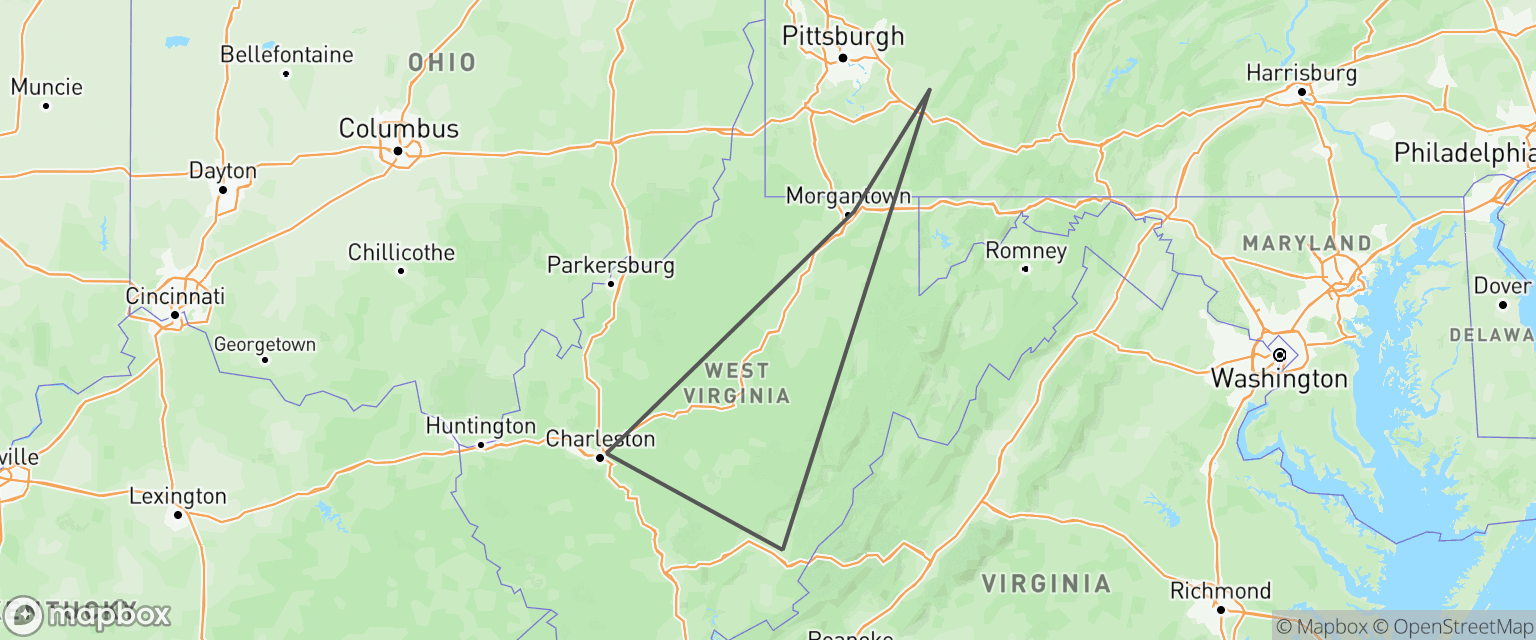 Pittsburgh
Bellefontaine
OHIO
Muncie
Harrisburg
Columbus
Philadelphia
Dayton
Morgantown
MARYLAND
Romney
Chillicothe
Parkersburg
Dover
Cincinnati
DELAWA
Georgetown
WEST
VIRGINIA
Washington
Huntington
Charleston
ville
Lexington
VIRGINIA
Richmond
TUCKY
mapbox
Roanoke
© Mapbox © OpenStreetMap